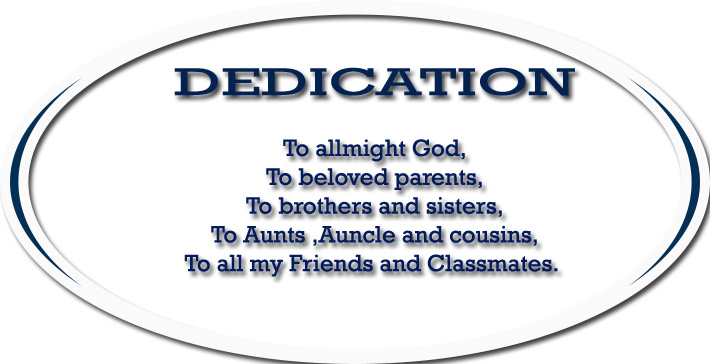 DEDICATION
To allmight God,
To beloved parents,
To brothers and sisters,
To Aunts ,Auncle and cousins,
To all my Friends and Classmates.